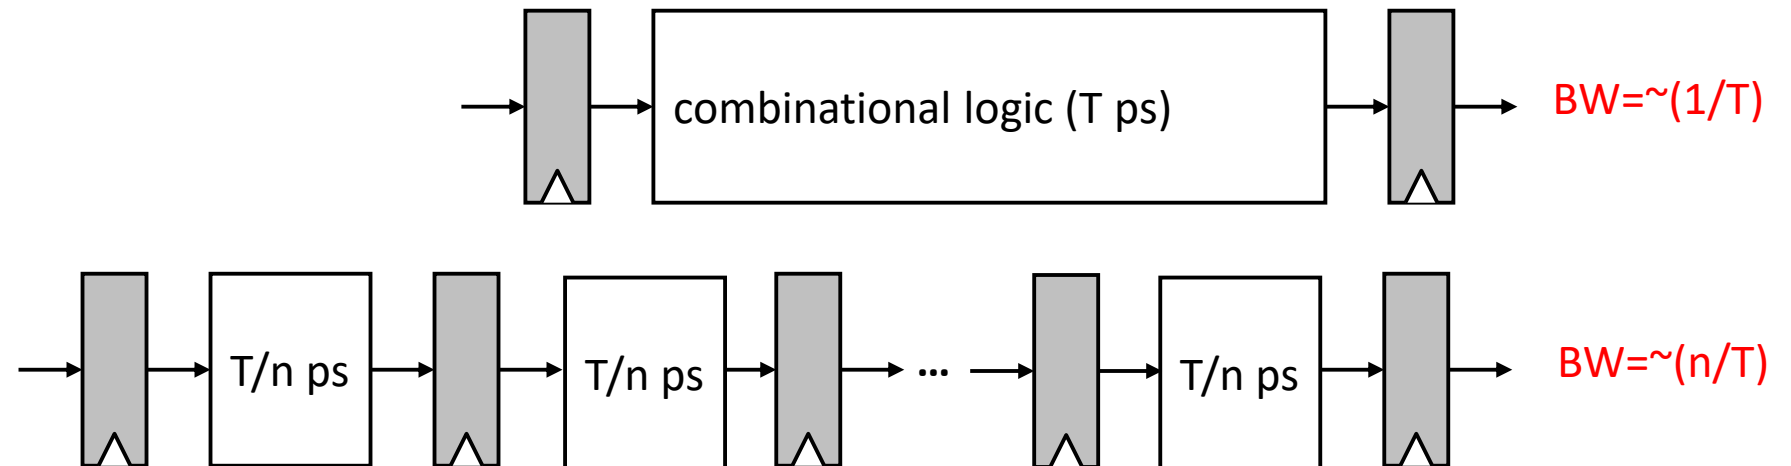 combinational logic (T ps)
BW=~(1/T)
T/n ps
T/n ps
...
T/n ps
BW=~(n/T)